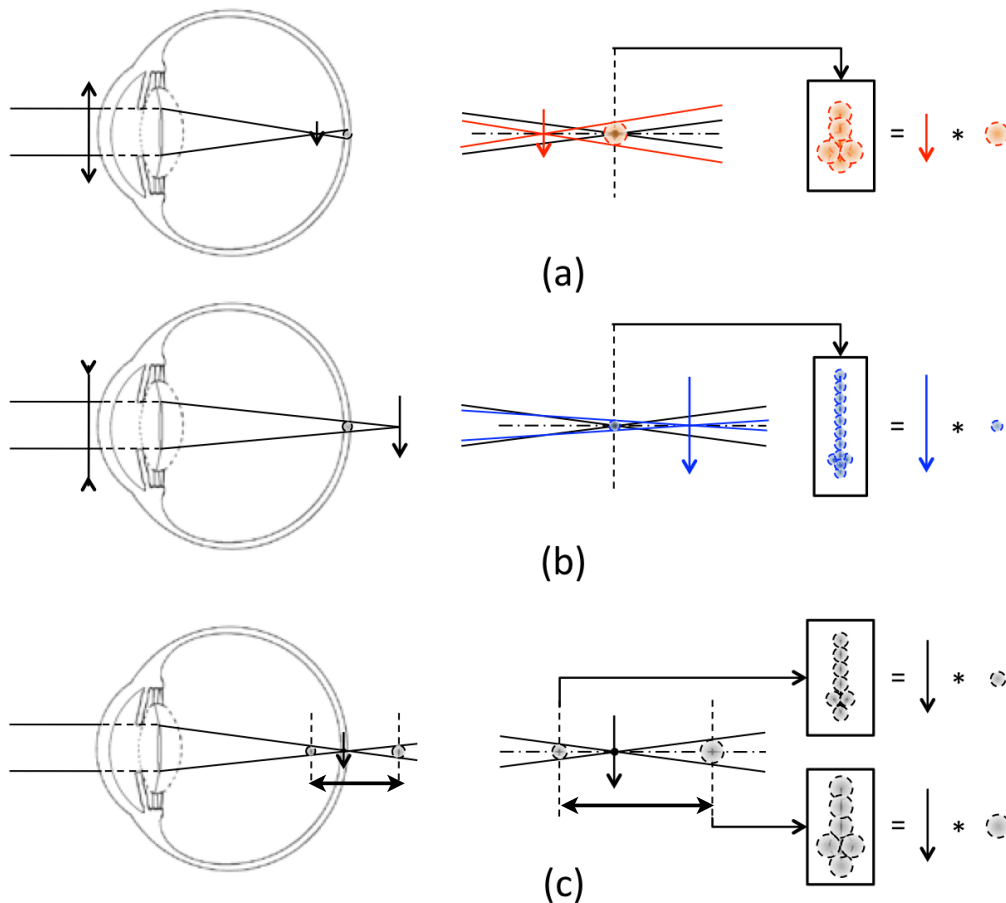 = *
(a)
= *
(b)
= *
= *
(c)